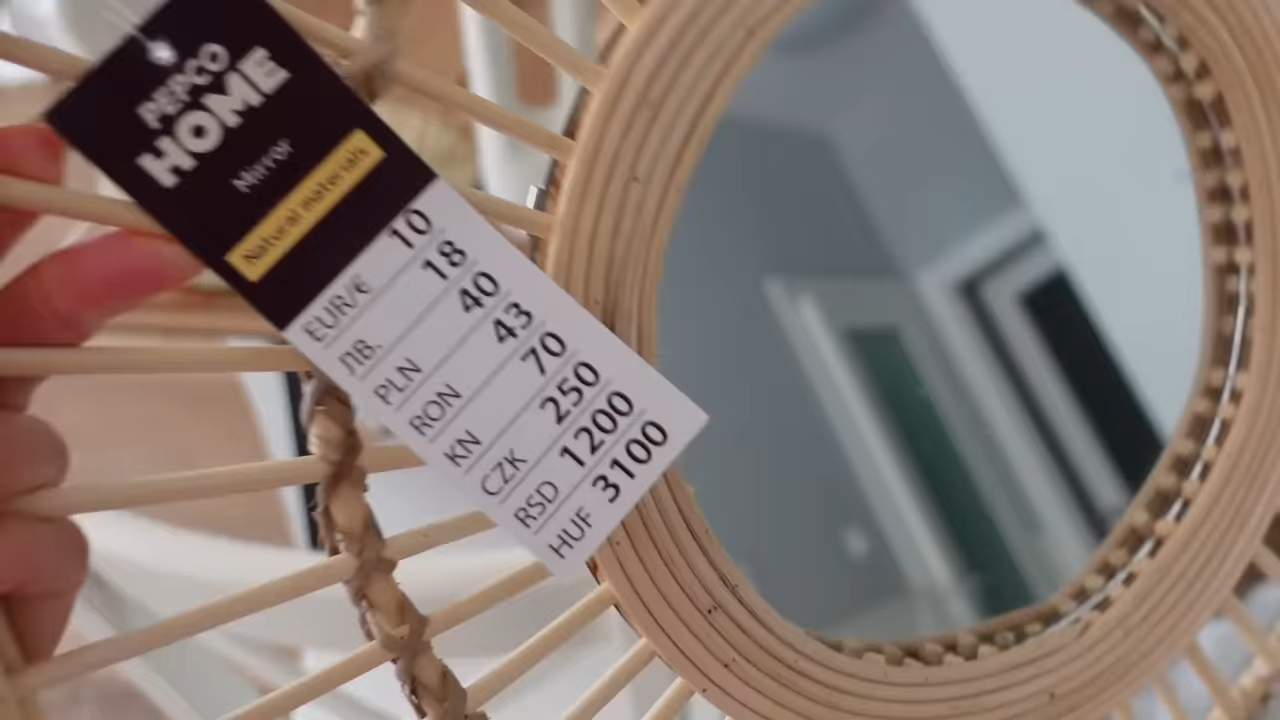 PEPCO
HOME
Mirror
Natural materials
EUR/€ 10
ЛВ. 18
PLN 40
RON 43
KN 70
CZK 250
RSD 1200
HUF 3100